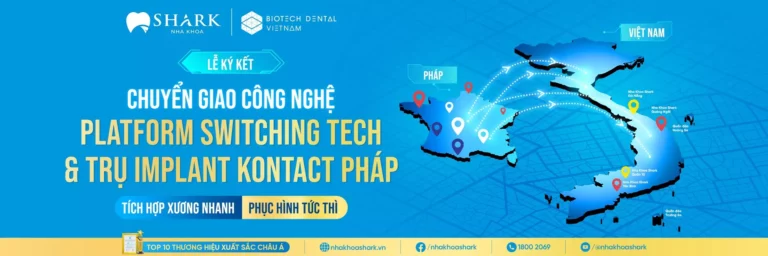 SHARK
NHA KHOA
BIOTECH DENTAL
VIETNAM
LỄ KÝ KẾT
CHUYỂN GIAO CÔNG NGHỆ
PLATFORM SWITCHING TECH
& TRỤ IMPLANT KONTACT PHÁP
TÍCH HỢP XƯƠNG NHANH
PHỤC HÌNH TỨC THÌ
PHÁP
VIỆT NAM
TOP 10 THƯƠNG HIỆU XUẤT SẮC CHÂU Á
nhakhoashark.vn
/nhakhoashark
1800 2069
/@nhakhoashark